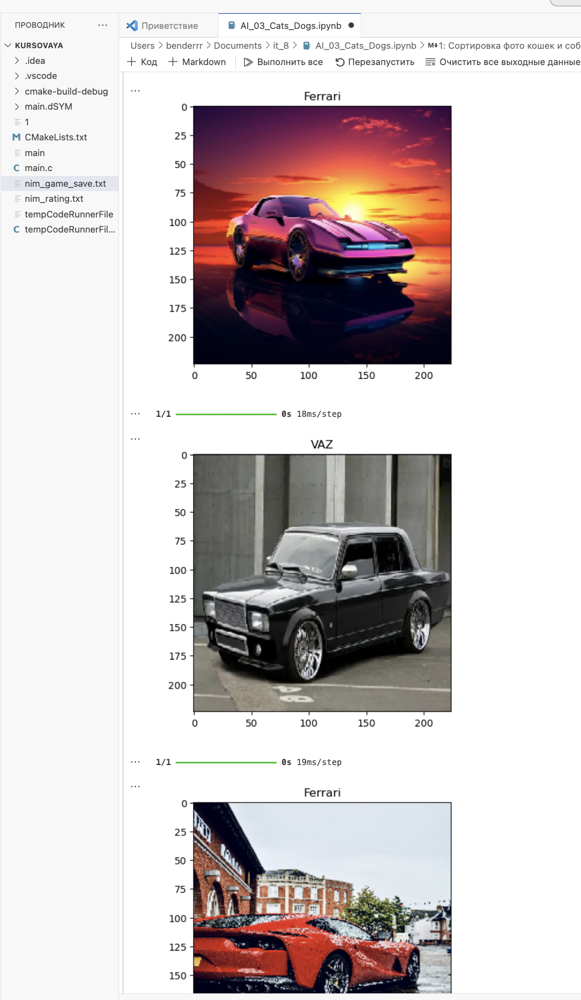 ПРОВОДНИК ...
Приветствие
AI_03_Cats_Dogs.ipynb
KURSOVAYA
.idea
.vscode
cmake-build-debug
main.dSYM
1
CMakeLists.txt
main
main.c
nim_game_save.txt
nim_rating.txt
tempCodeRunnerFile
tempCodeRunnerFil...
Users > benderrr > Documents > it_8 > AI_03_Cats_Dogs.ipynb > M↓1: Сортировка фото кошек и соб
+ Код + Markdown Выполнить все Перезапустить Очистить все выходные данные
...
Ferrari
0
25
50
75
100
125
150
175
200
0 50 100 150 200
... 1/1 0s 18ms/step
...
VAZ
0
25
50
75
100
125
150
175
200
0 50 100 150 200
... 1/1 0s 19ms/step
...
Ferrari
0
25
50
75
100
125
150